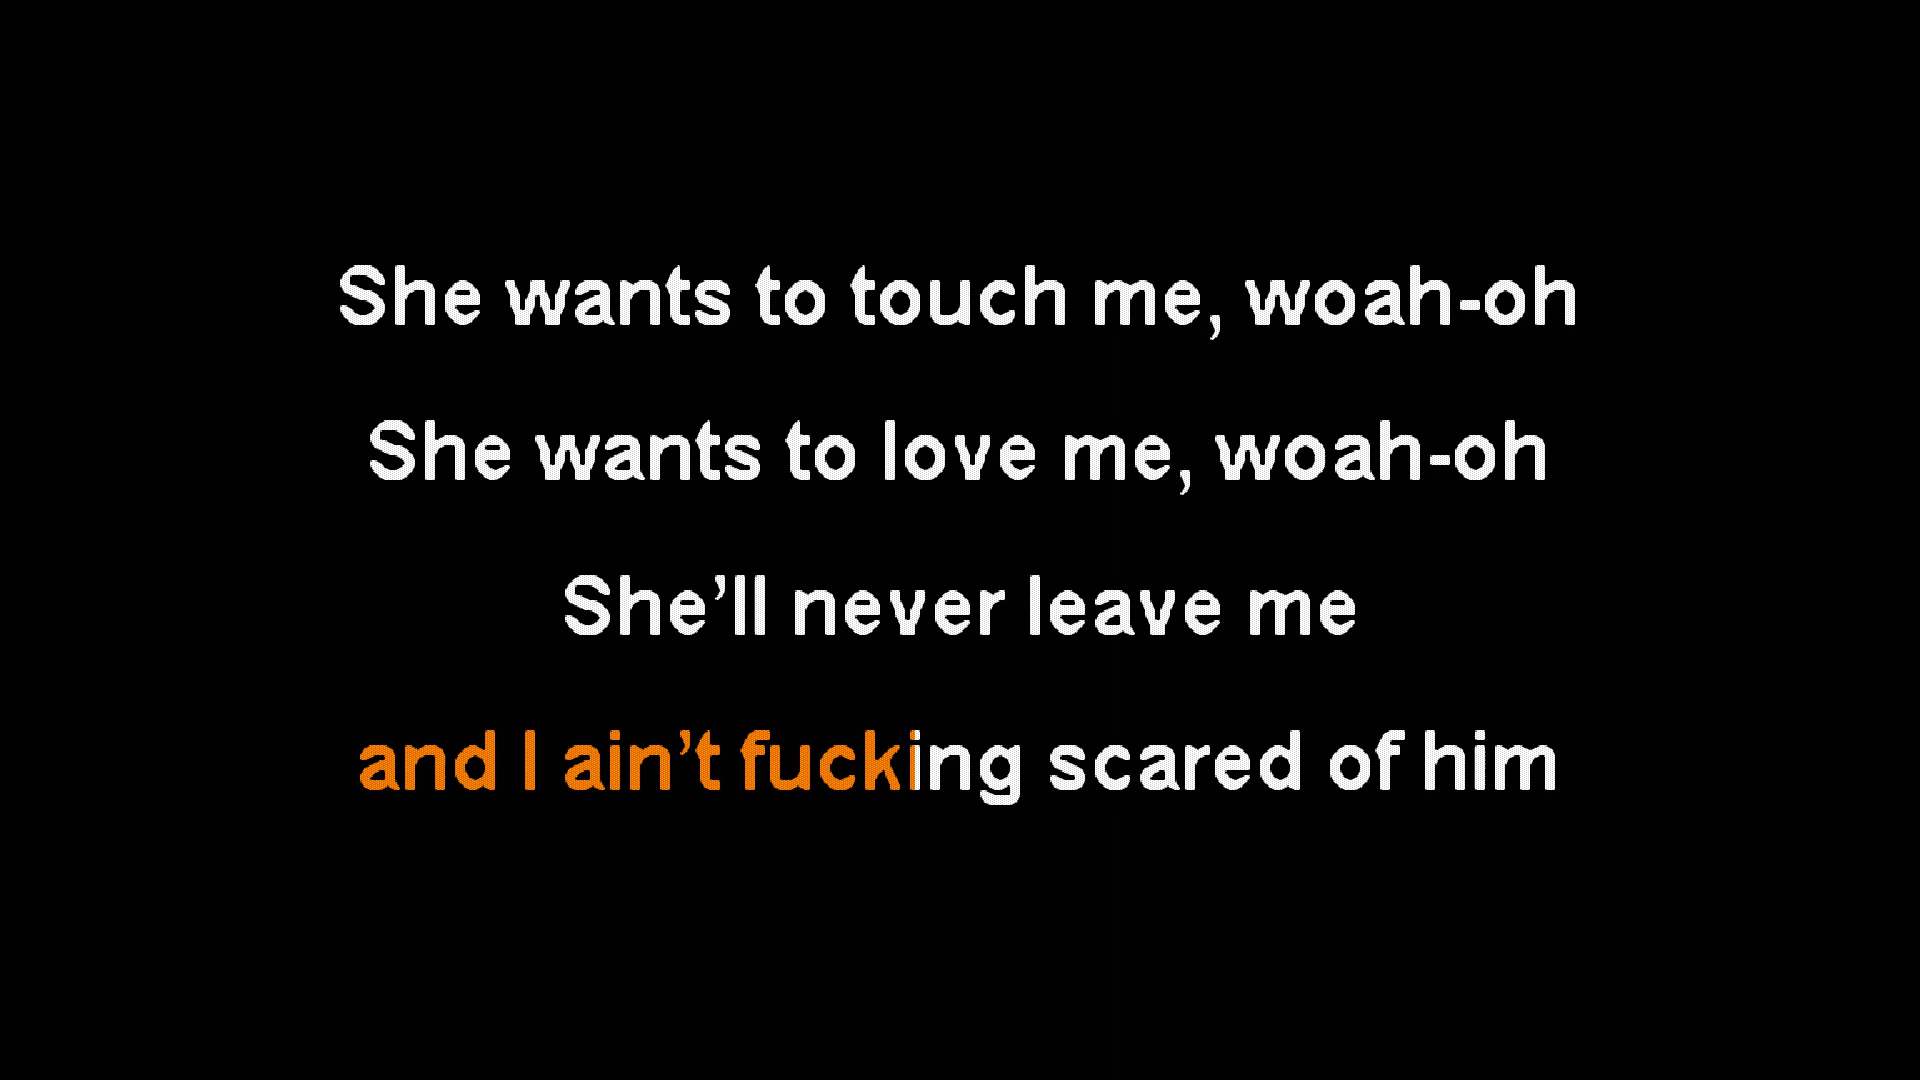 She wants to touch me, woah-oh
She wants to love me, woah-oh
She’ll never leave me
and I ain’t fucking scared of him